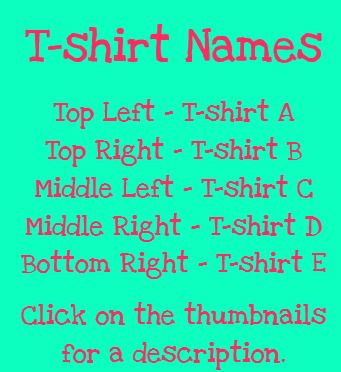 T-shirt Names
Top Left - T-shirt A
Top Right - T-shirt B
Middle Left - T-shirt C
Middle Right - T-shirt D
Bottom Right - T-shirt E
Click on the thumbnails
for a description.